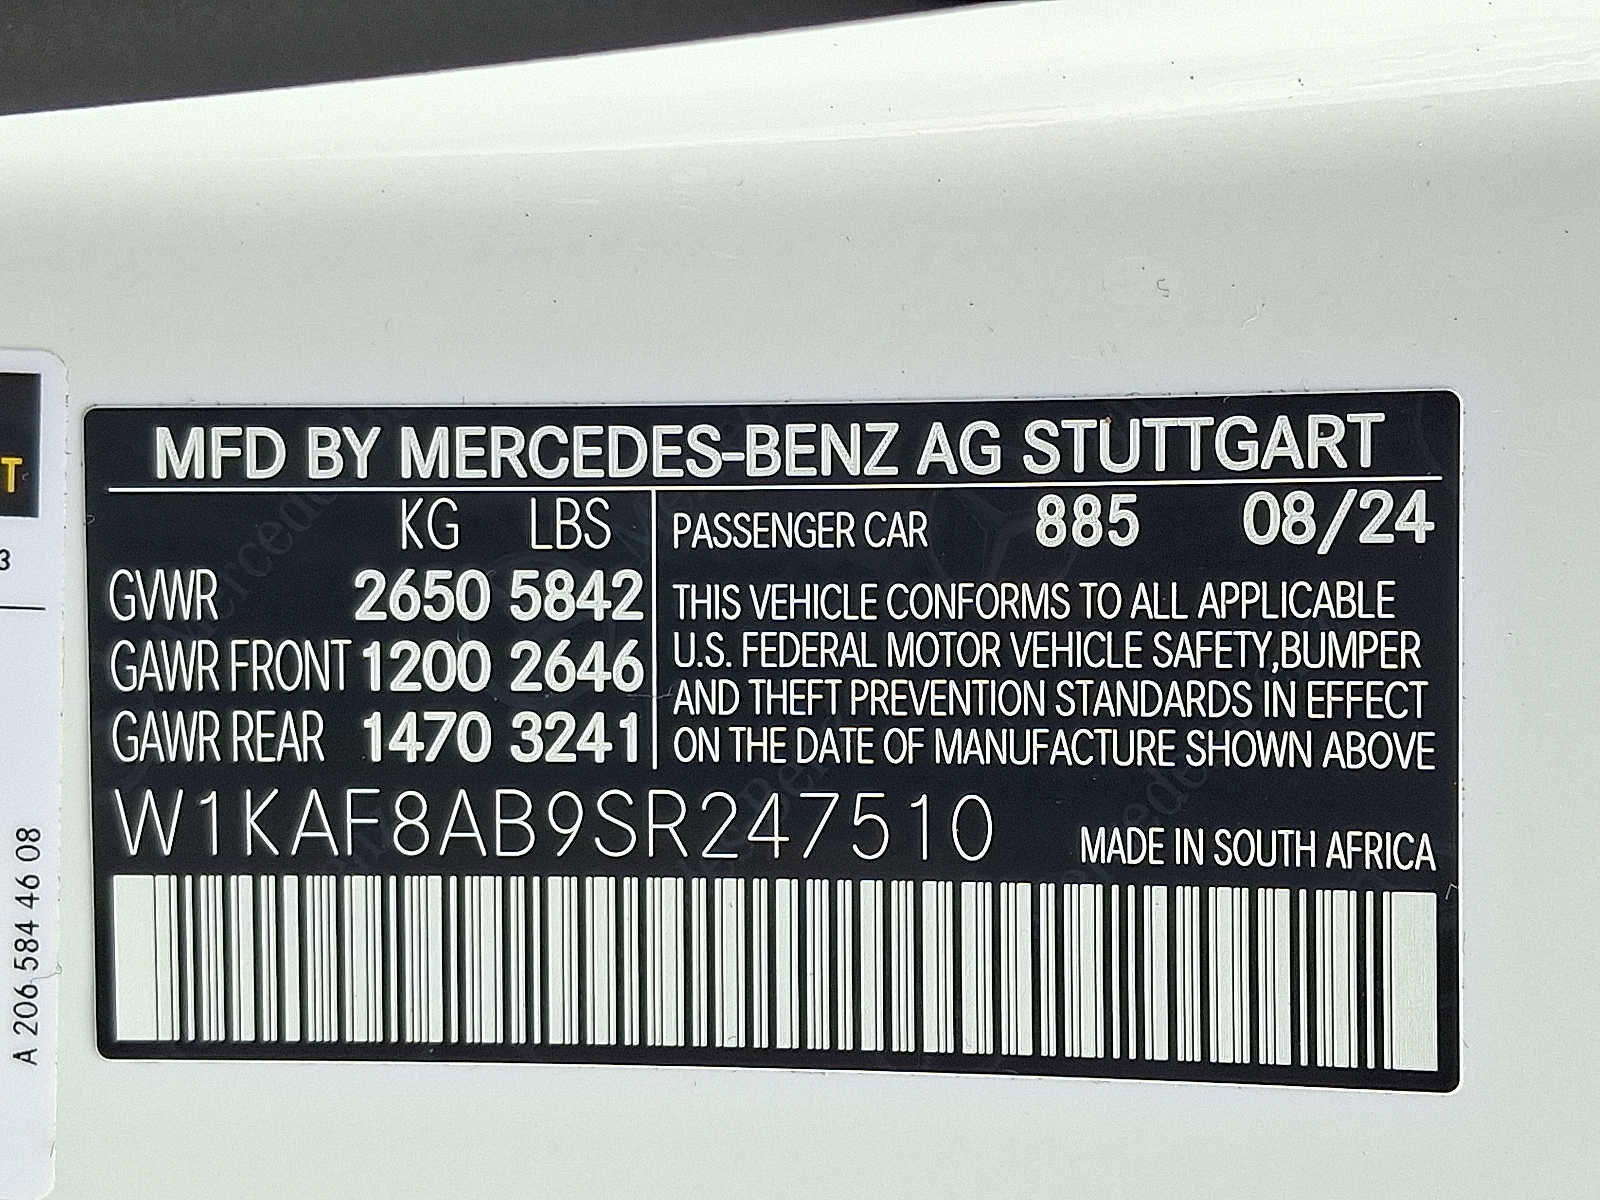 MFD BY MERCEDES-BENZ AG STUTTGART
KG LBS
GVWR 2650 5842
GAWR FRONT 1200 2646
GAWR REAR 1470 3241
PASSENGER CAR 885 08/24
THIS VEHICLE CONFORMS TO ALL APPLICABLE
U.S. FEDERAL MOTOR VEHICLE SAFETY,BUMPER
AND THEFT PREVENTION STANDARDS IN EFFECT
ON THE DATE OF MANUFACTURE SHOWN ABOVE
W1KAF8AB9SR247510
MADE IN SOUTH AFRICA
T
3
A 206 584 46 08